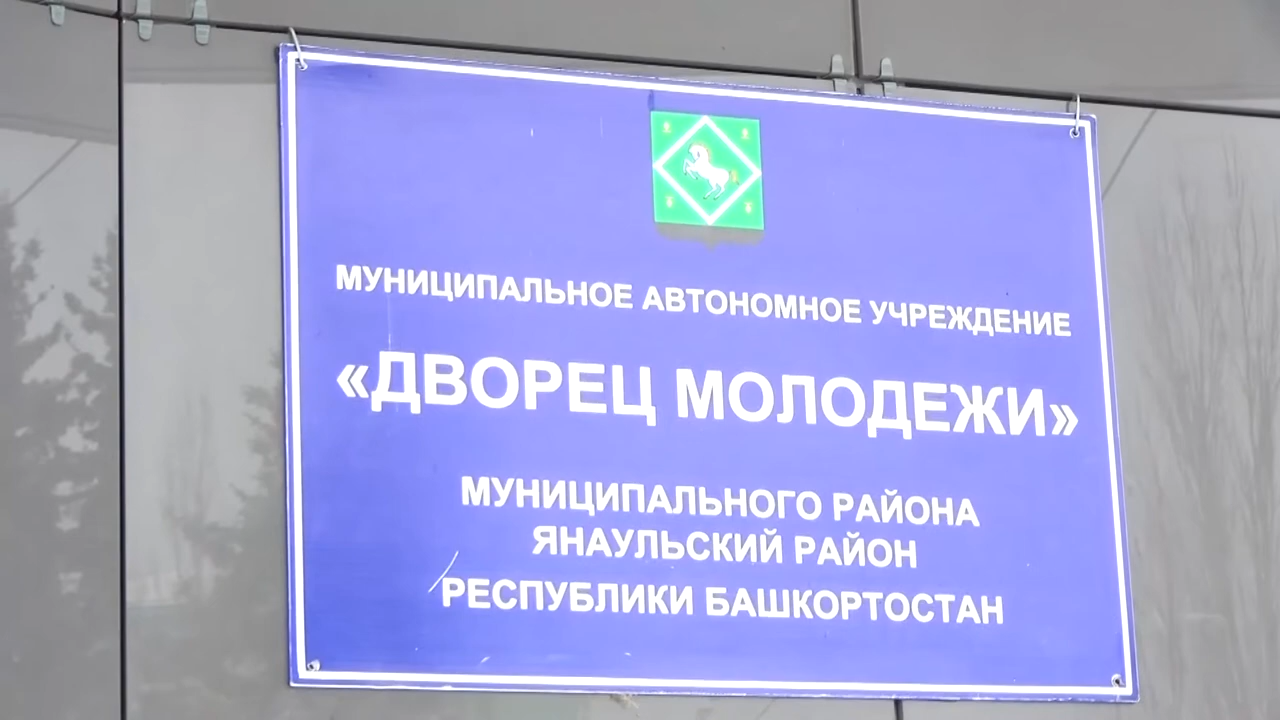 МУНИЦИПАЛЬНОЕ АВТОНОМНОЕ УЧРЕЖДЕНИЕ
«ДВОРЕЦ МОЛОДЕЖИ»
МУНИЦИПАЛЬНОГО РАЙОНА
ЯНАУЛЬСКИЙ РАЙОН
РЕСПУБЛИКИ БАШКОРТОСТАН